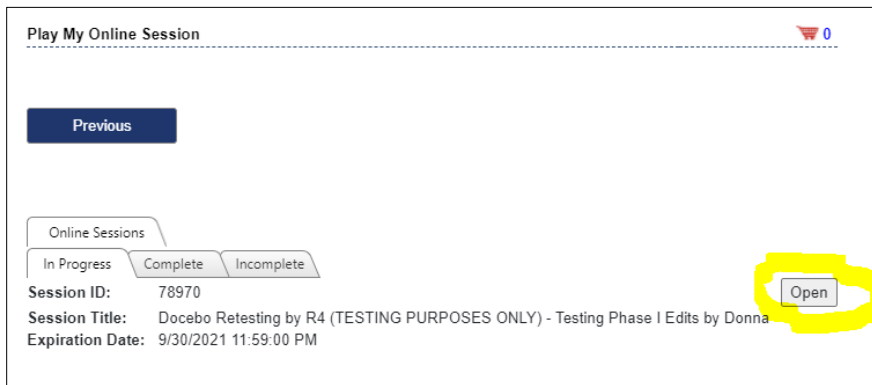 Play My Online Session 0
Previous
Online Sessions
In Progress Complete Incomplete
Session ID: 78970 Open
Session Title: Docebo Retesting by R4 (TESTING PURPOSES ONLY) - Testing Phase I Edits by Donna
Expiration Date: 9/30/2021 11:59:00 PM